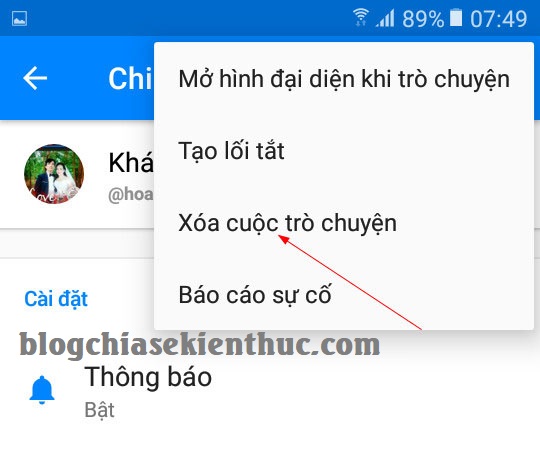 89% 07:49
Chi
Mở hình đại diện khi trò chuyện
Khá
@hoa
Tạo lối tắt
Xóa cuộc trò chuyện
Báo cáo sự cố
Cài đặt
blogchiasekienthuc.com
Thông báo
Bật